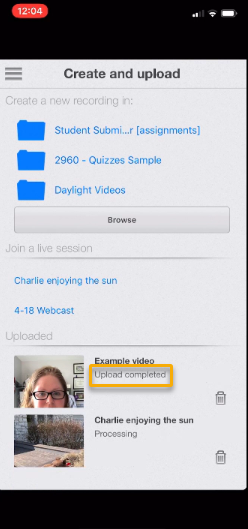 12:04
Create and upload
Create a new recording in:
Student Submi...r [assignments]
2960 - Quizzes Sample
Daylight Videos
Browse
Join a live session
Charlie enjoying the sun
4-18 Webcast
Uploaded
Example video
Upload completed
Charlie enjoying the sun
Processing